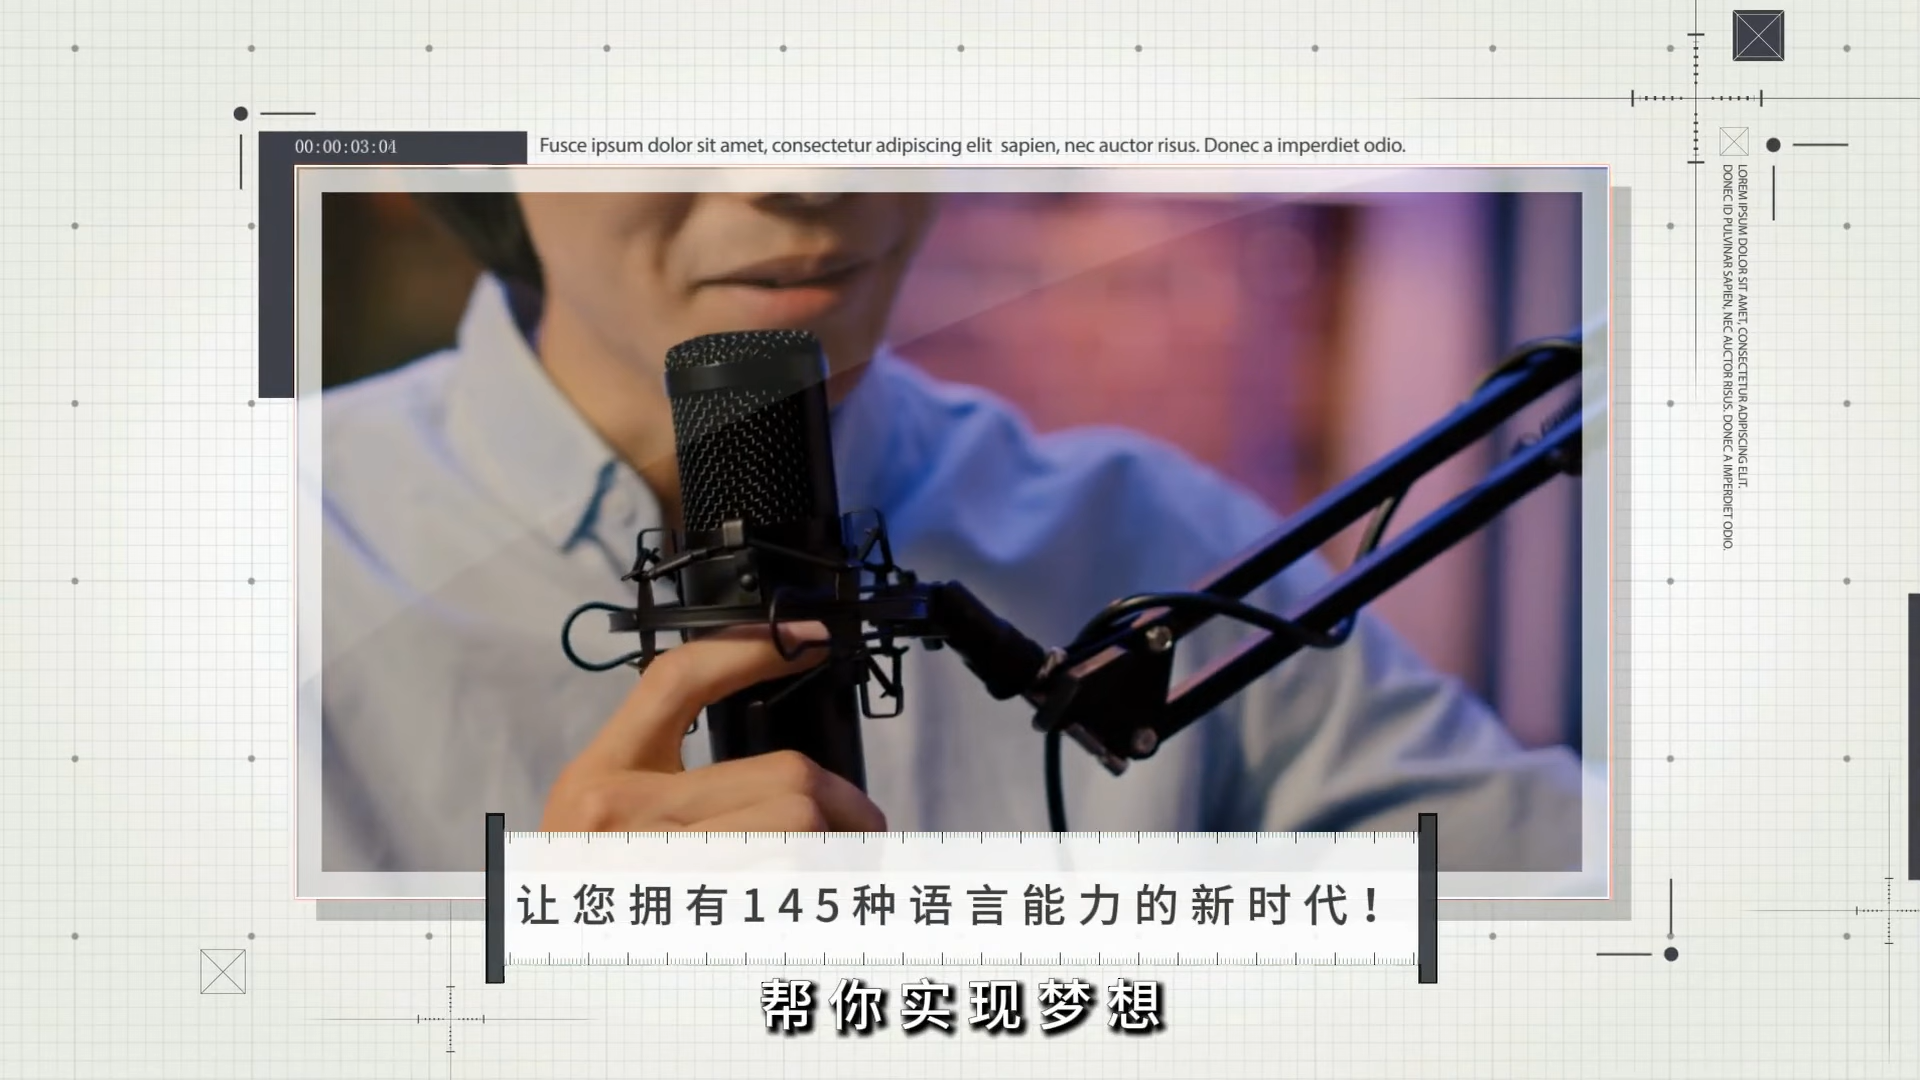 00:00:03:04
Fusce ipsum dolor sit amet, consectetur adipiscing elit sapien, nec auctor risus. Donec a imperdiet odio.
LOREM IPSUM DOLOR SIT AMET, CONSECTETUR ADIPISCING ELIT.
DONEC ID PULVINAR SAPIEN, NEC AUCTOR RISUS. DONEC A IMPERDIET ODIO.
让您拥有145种语言能力的新时代！
帮你实现梦想